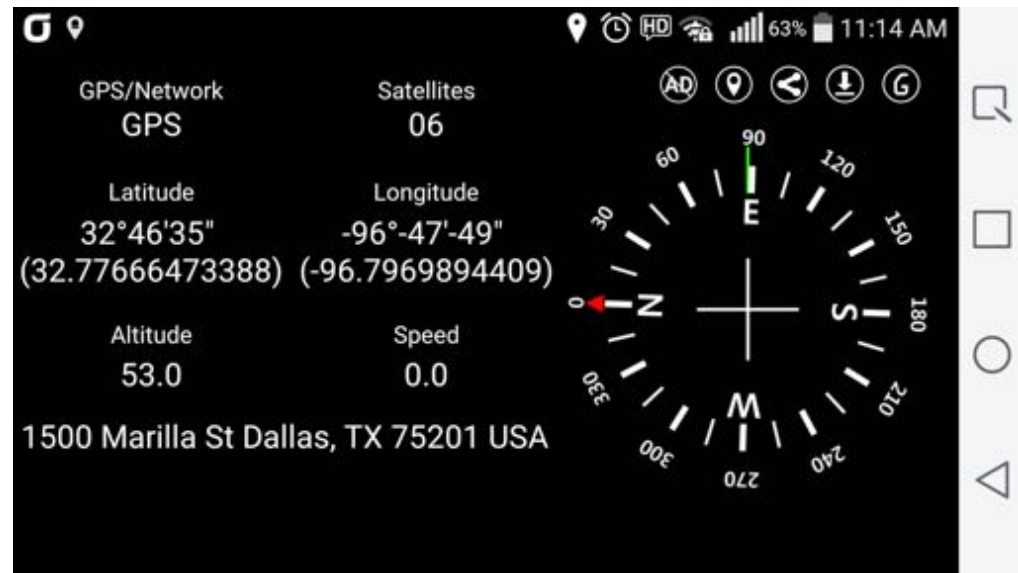 HD 63% 11:14 AM
AD G
GPS/Network Satellites
GPS 06
Latitude Longitude
32°46'35" -96°-47'-49"
(32.77666473388) (-96.7969894409)
Altitude Speed
53.0 0.0
1500 Marilla St Dallas, TX 75201 USA
90
60 120
E
30 150
0 N S 180
330 210
W
300 240
270